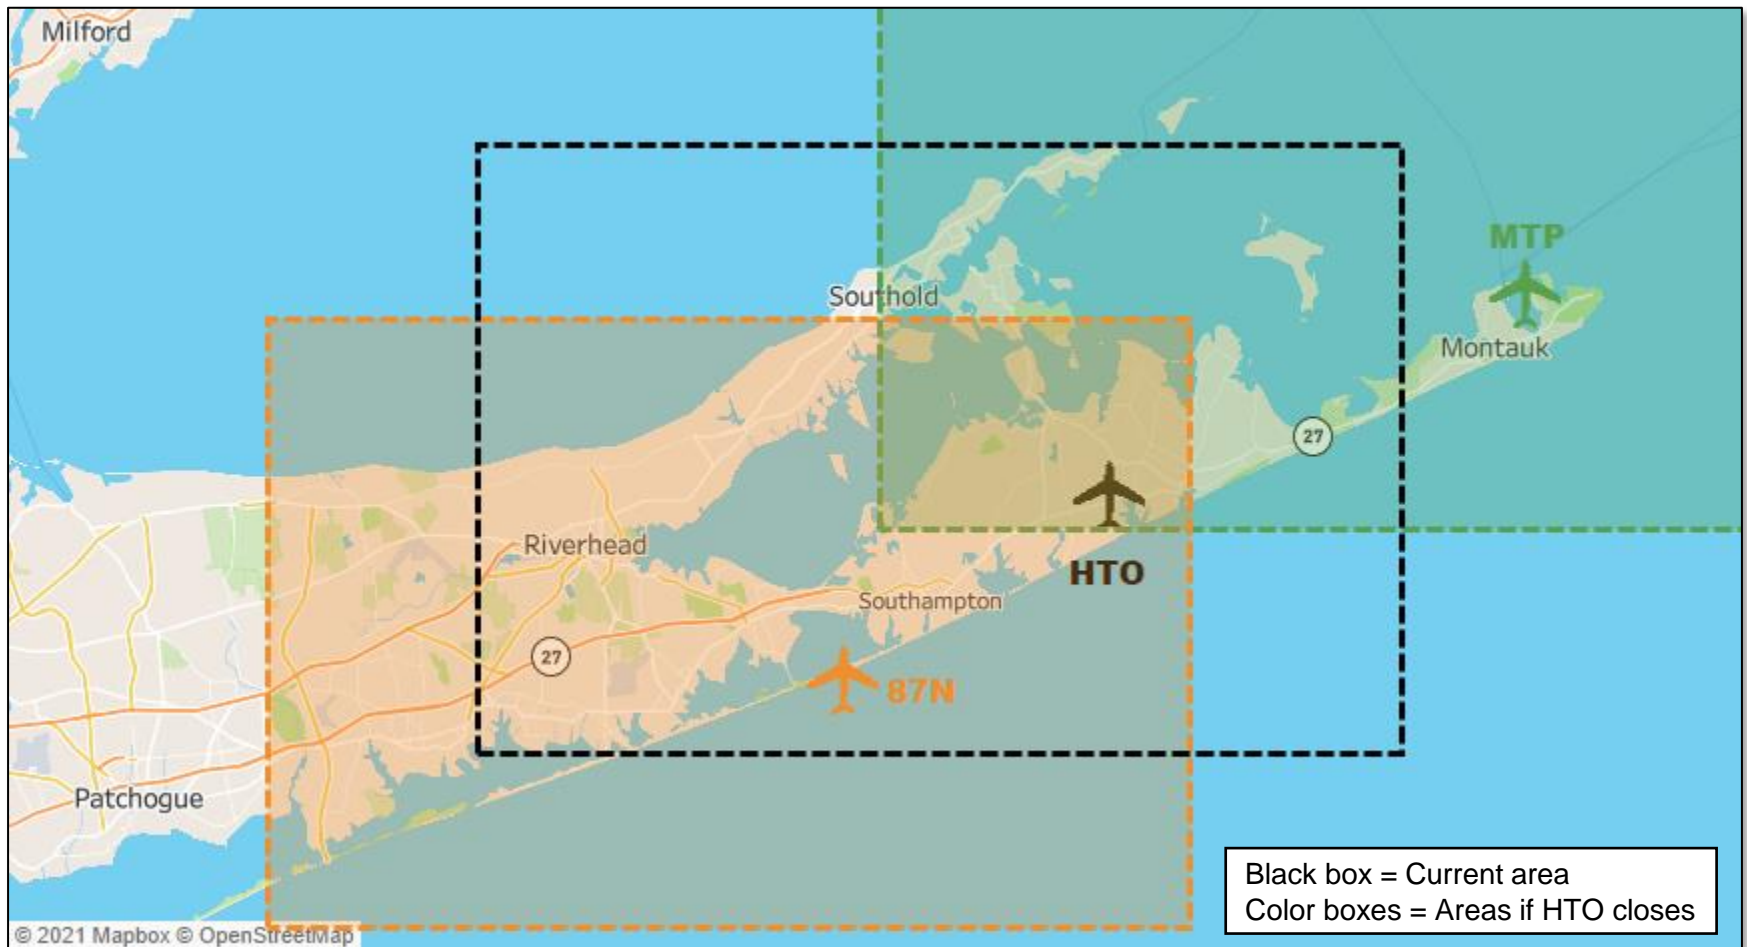 Milford
MTP
Southold
Montauk
27
Riverhead
HTO
Southampton
27
87N
Patchogue
Black box = Current area
Color boxes = Areas if HTO closes
© 2021 Mapbox © OpenStreetMap